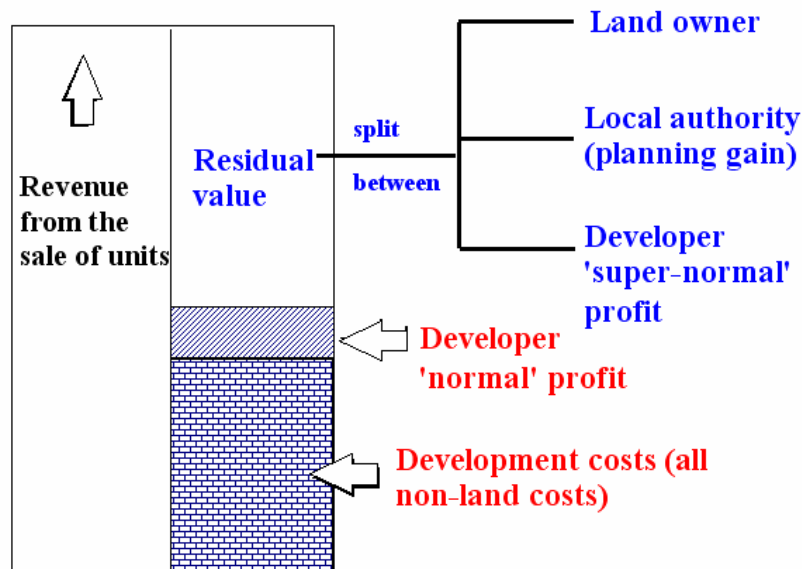 Revenue
from the
sale of units
Residual
value
split
between
Land owner
Local authority
(planning gain)
Developer
'super-normal'
profit
Developer
'normal' profit
Development costs (all
non-land costs)